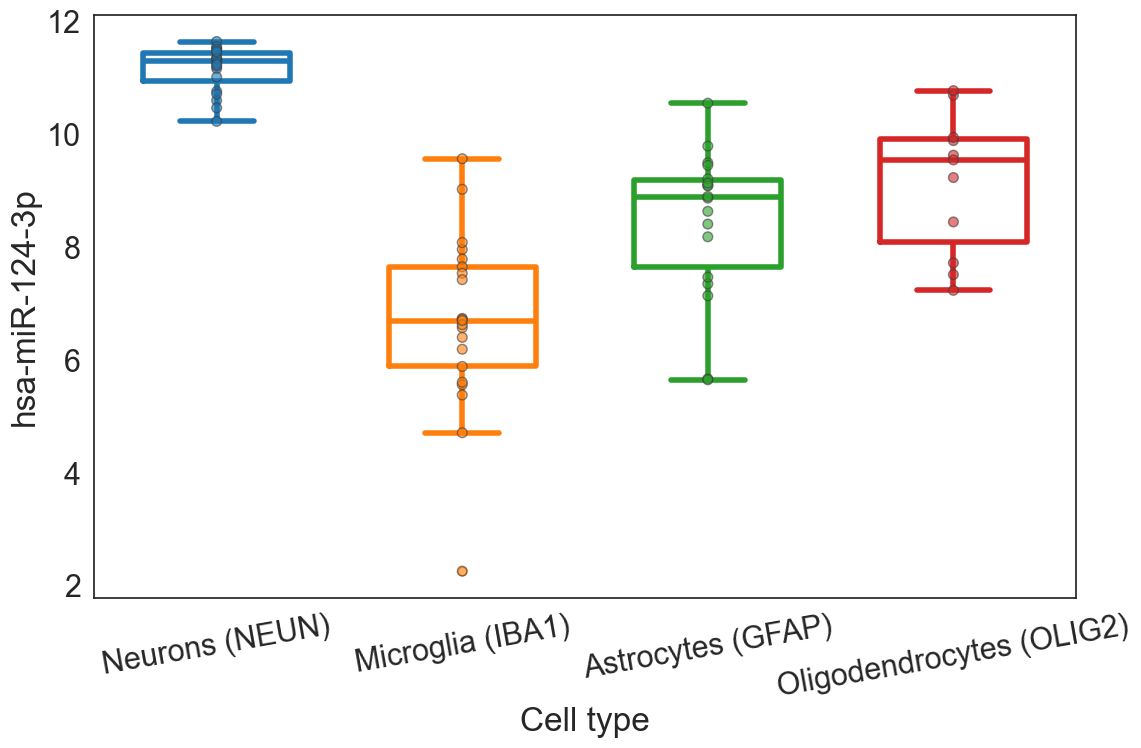 12
10
8
6
4
2
hsa-miR-124-3p
Neurons (NEUN)
Microglia (IBA1)
Astrocytes (GFAP)
Oligodendrocytes (OLIG2)
Cell type